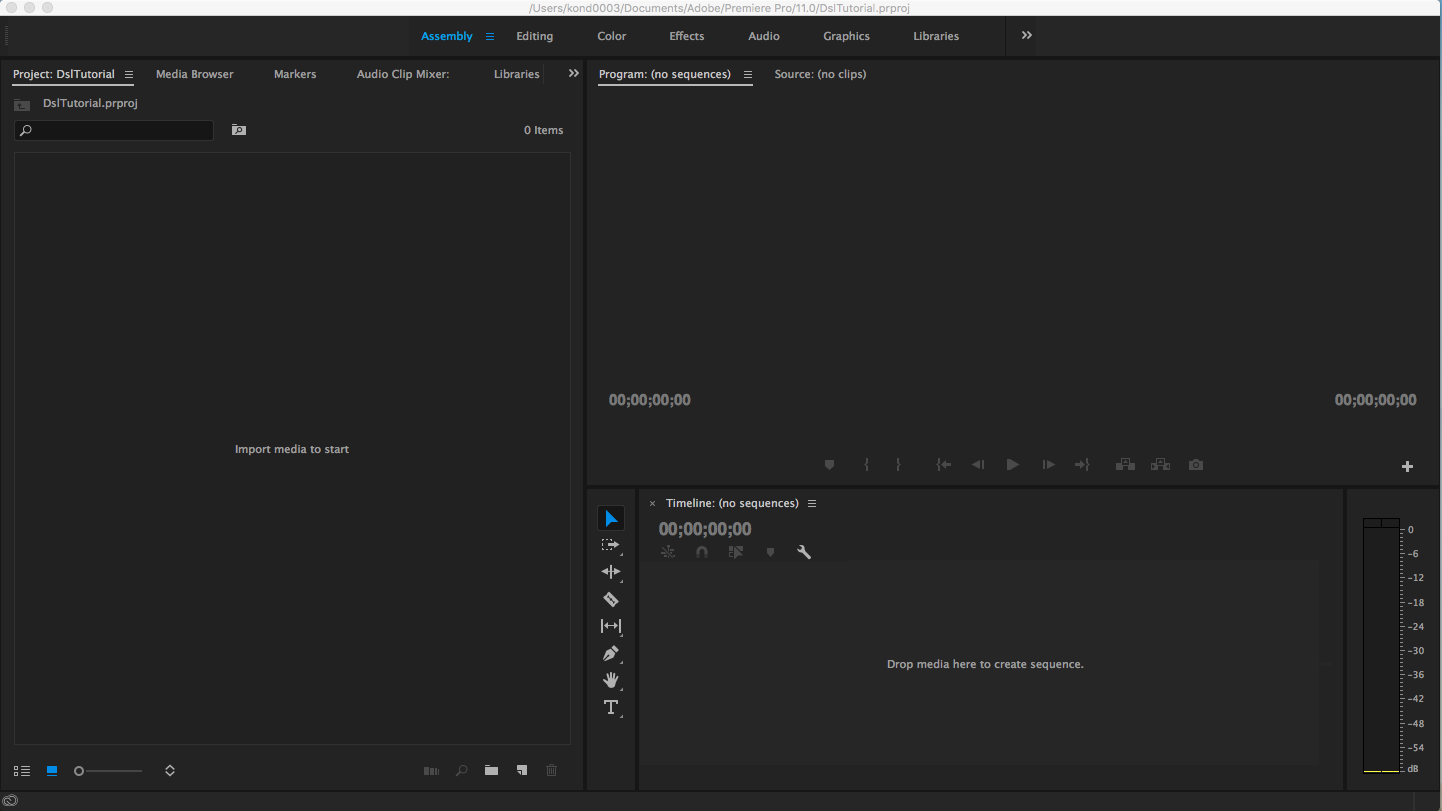 /Users/kond0003/Documents/Adobe/Premiere Pro/11.0/DslTutorial.prproj
Assembly Editing Color Effects Audio Graphics Libraries
Project: DslTutorial Media Browser Markers Audio Clip Mixer: Libraries
Program: (no sequences) Source: (no clips)
DslTutorial.prproj
0 Items
Import media to start
00;00;00;00 00;00;00;00
Timeline: (no sequences)
00;00;00;00
Drop media here to create sequence.
0
-6
-12
-18
-24
-30
-36
-42
-48
-54
dB